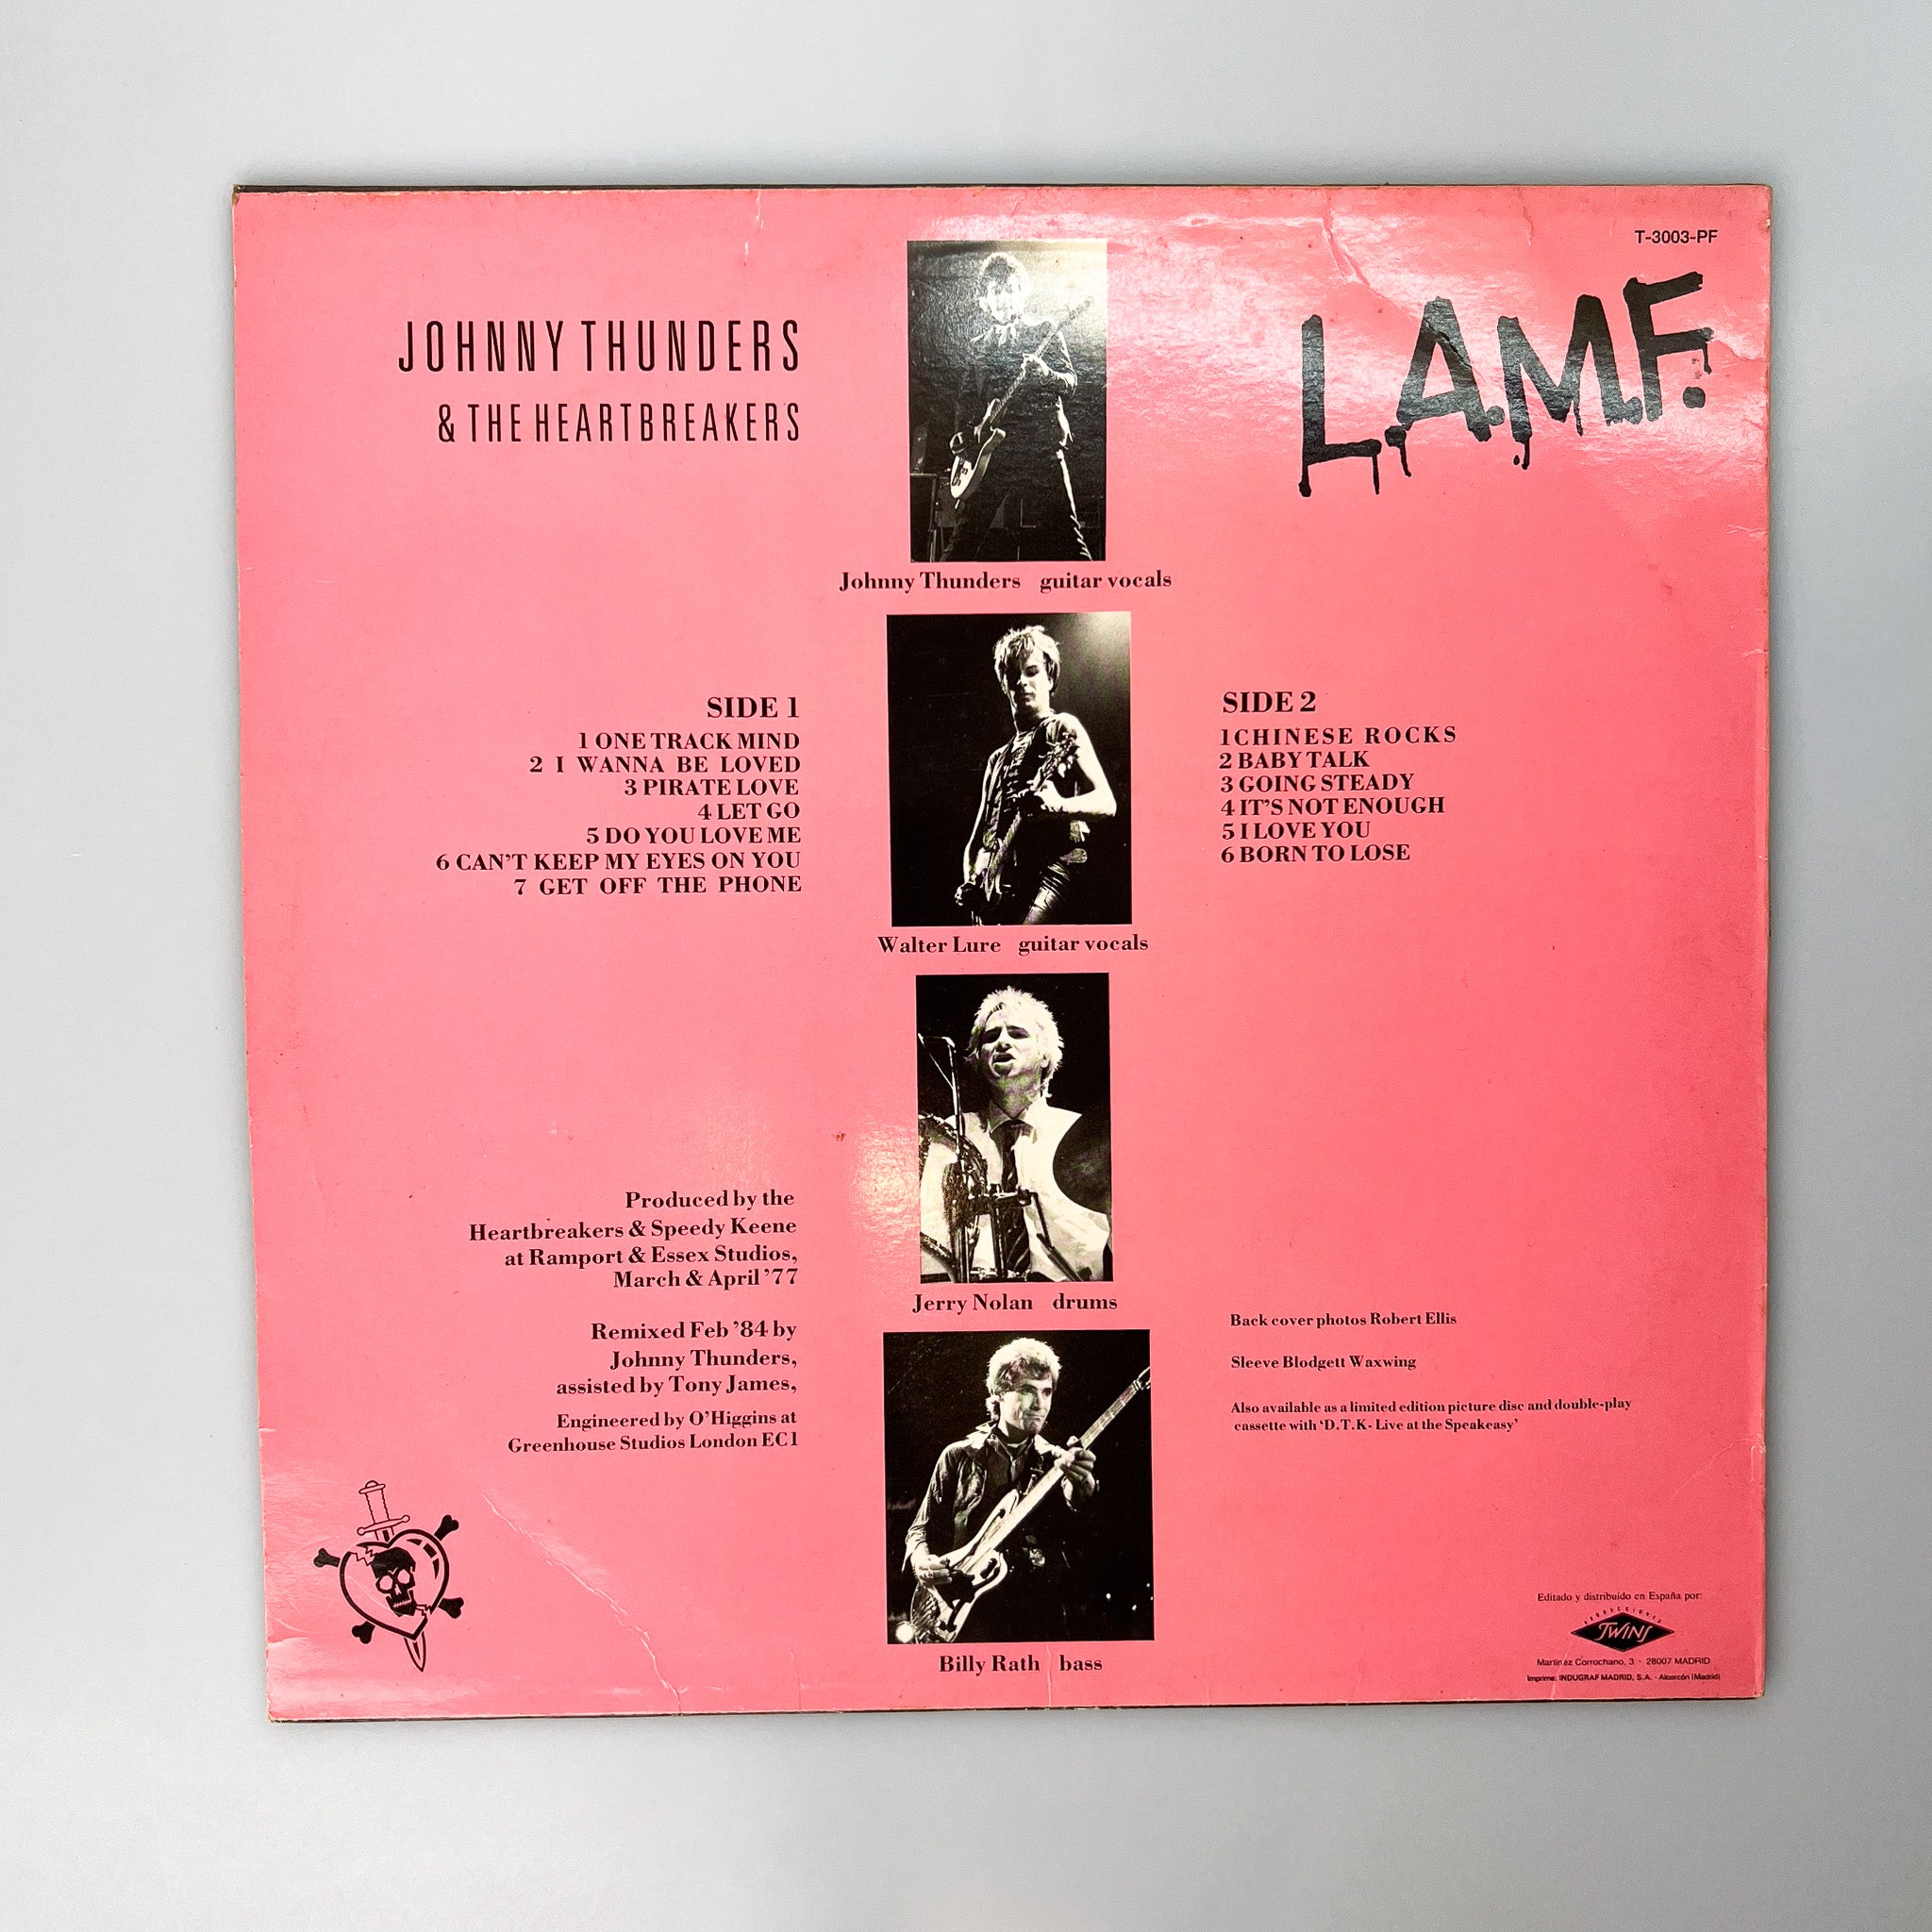 T-3003-PF
JOHNNY THUNDERS
& THE HEARTBREAKERS
L.A.M.F.
Johnny Thunders guitar vocals
SIDE 1
1 ONE TRACK MIND
2 I WANNA BE LOVED
3 PIRATE LOVE
4 LET GO
5 DO YOU LOVE ME
6 CAN'T KEEP MY EYES ON YOU
7 GET OFF THE PHONE
SIDE 2
1 CHINESE ROCKS
2 BABY TALK
3 GOING STEADY
4 IT'S NOT ENOUGH
5 I LOVE YOU
6 BORN TO LOSE
Walter Lure guitar vocals
Produced by the
Heartbreakers & Speedy Keene
at Ramport & Essex Studios,
March & April '77
Jerry Nolan drums
Remixed Feb '84 by
Johnny Thunders,
assisted by Tony James,
Engineered by O'Higgins at
Greenhouse Studios London EC1
Back cover photos Robert Ellis
Sleeve Blodgett Waxwing
Also available as a limited edition picture disc and double-play
cassette with 'D.T.K- Live at the Speakeasy'
Billy Rath bass
Editado y distribuido en España por:
PRODUCCIONES
TWINS
Martinez Corrochano, 3 - 28007 MADRID
Imprime: INDUGRAF MADRID, S.A. - Alcorcón (Madrid)